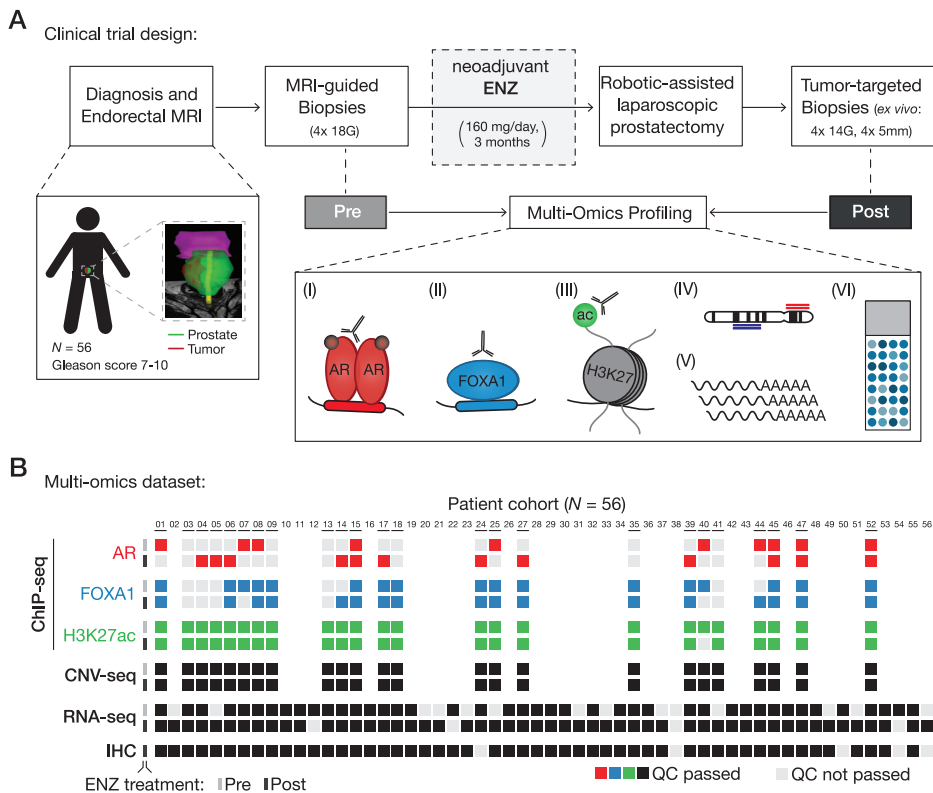 A
Clinical trial design:
Diagnosis and
Endorectal MRI
MRI-guided
Biopsies
(4x 18G)
neoadjuvant
ENZ
(160 mg/day,
3 months)
Robotic-assisted
laparoscopic
prostatectomy
Tumor-targeted
Biopsies (ex vivo:
4x 14G, 4x 5mm)
Pre
Multi-Omics Profiling
Post
Prostate
Tumor
N = 56
Gleason score 7-10
(I)
AR AR
(II)
FOXA1
(III)
ac
H3K27
(IV)
(V)
AAAAA
AAAAA
AAAAA
(VI)
B
Multi-omics dataset:
Patient cohort (N = 56)
01 02 03 04 05 06 07 08 09 10 11 12 13 14 15 16 17 18 19 20 21 22 23 24 25 26 27 28 29 30 31 32 33 34 35 36 37 38 39 40 41 42 43 44 45 46 47 48 49 50 51 52 53 54 55 56
ChIP-seq
AR
FOXA1
H3K27ac
CNV-seq
RNA-seq
IHC
ENZ treatment: Pre Post
QC passed QC not passed